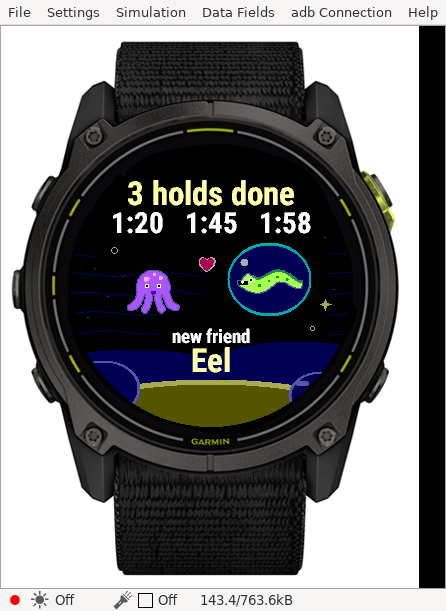 File Settings Simulation Data Fields adb Connection Help
3 holds done
1:20 1:45 1:58
new friend
Eel
GARMIN
Off Off 143.4/763.6kB